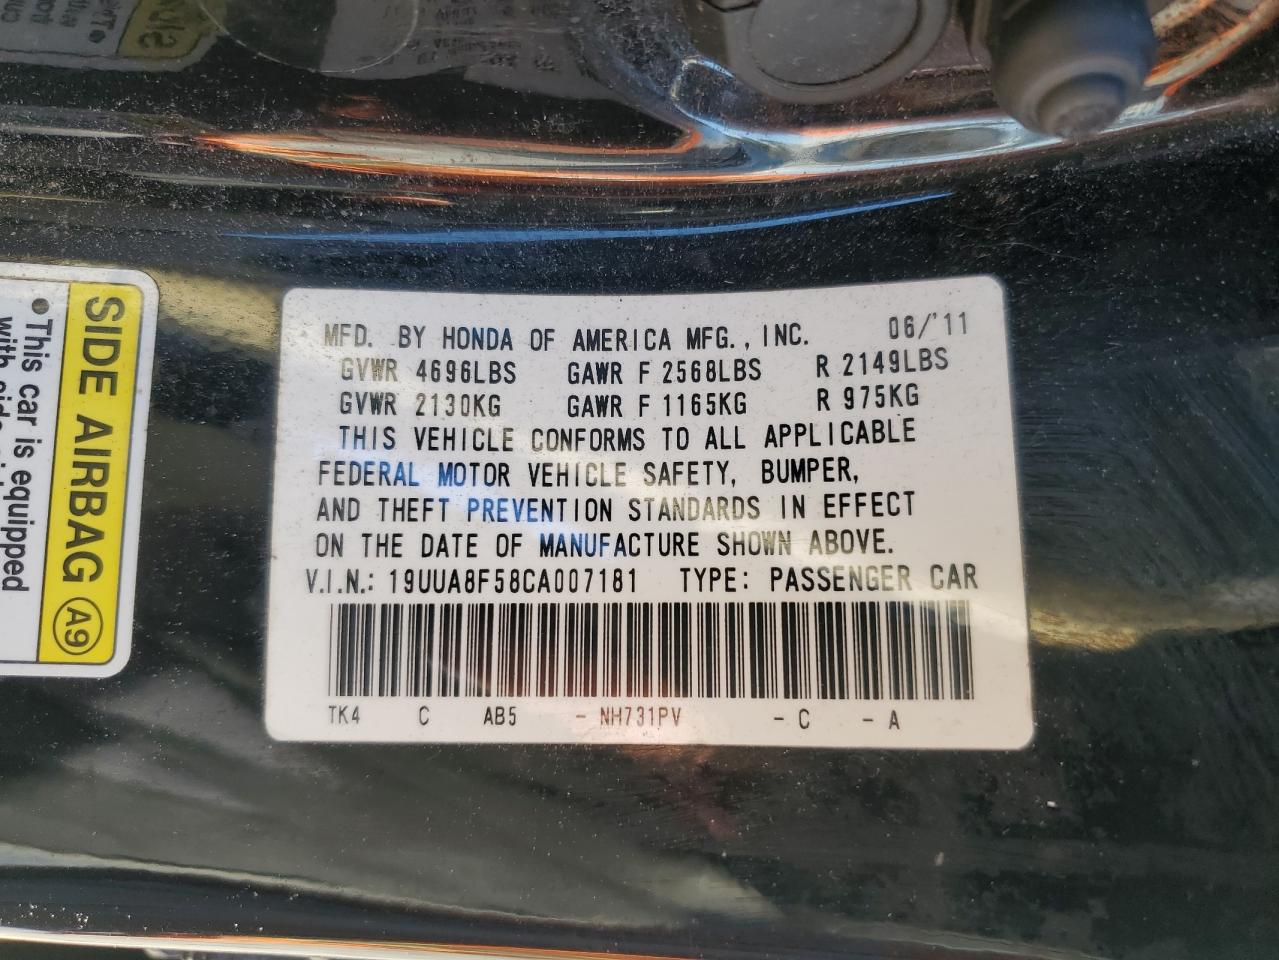 MFD. BY HONDA OF AMERICA MFG., INC. 06/'11
GVWR 4696LBS GAWR F 2568LBS R 2149LBS
GVWR 2130KG GAWR F 1165KG R 975KG
THIS VEHICLE CONFORMS TO ALL APPLICABLE
FEDERAL MOTOR VEHICLE SAFETY, BUMPER,
AND THEFT PREVENTION STANDARDS IN EFFECT
ON THE DATE OF MANUFACTURE SHOWN ABOVE.
V.I.N.: 19UUA8F58CA007181 TYPE: PASSENGER CAR
TK4 C AB5 - NH731PV - C - A
SIDE AIRBAG A9
• This car is equipped